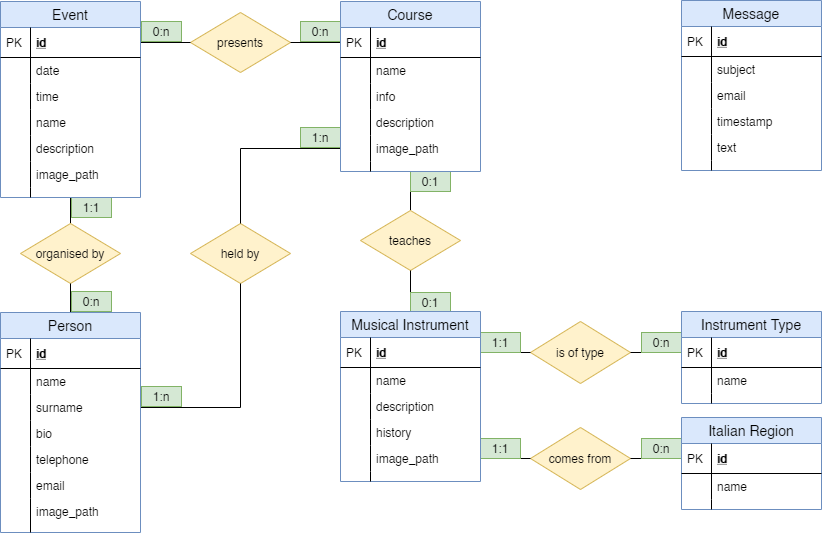 Event
PK id
date
time
name
description
image_path
0:n
presents
0:n
Course
PK id
name
info
description
image_path
Message
PK id
subject
email
timestamp
text
1:1
organised by
0:n
1:n
held by
1:n
0:1
teaches
0:1
Person
PK id
name
surname
bio
telephone
email
image_path
Musical Instrument
PK id
name
description
history
image_path
1:1
is of type
0:n
Instrument Type
PK id
name
1:1
comes from
0:n
Italian Region
PK id
name